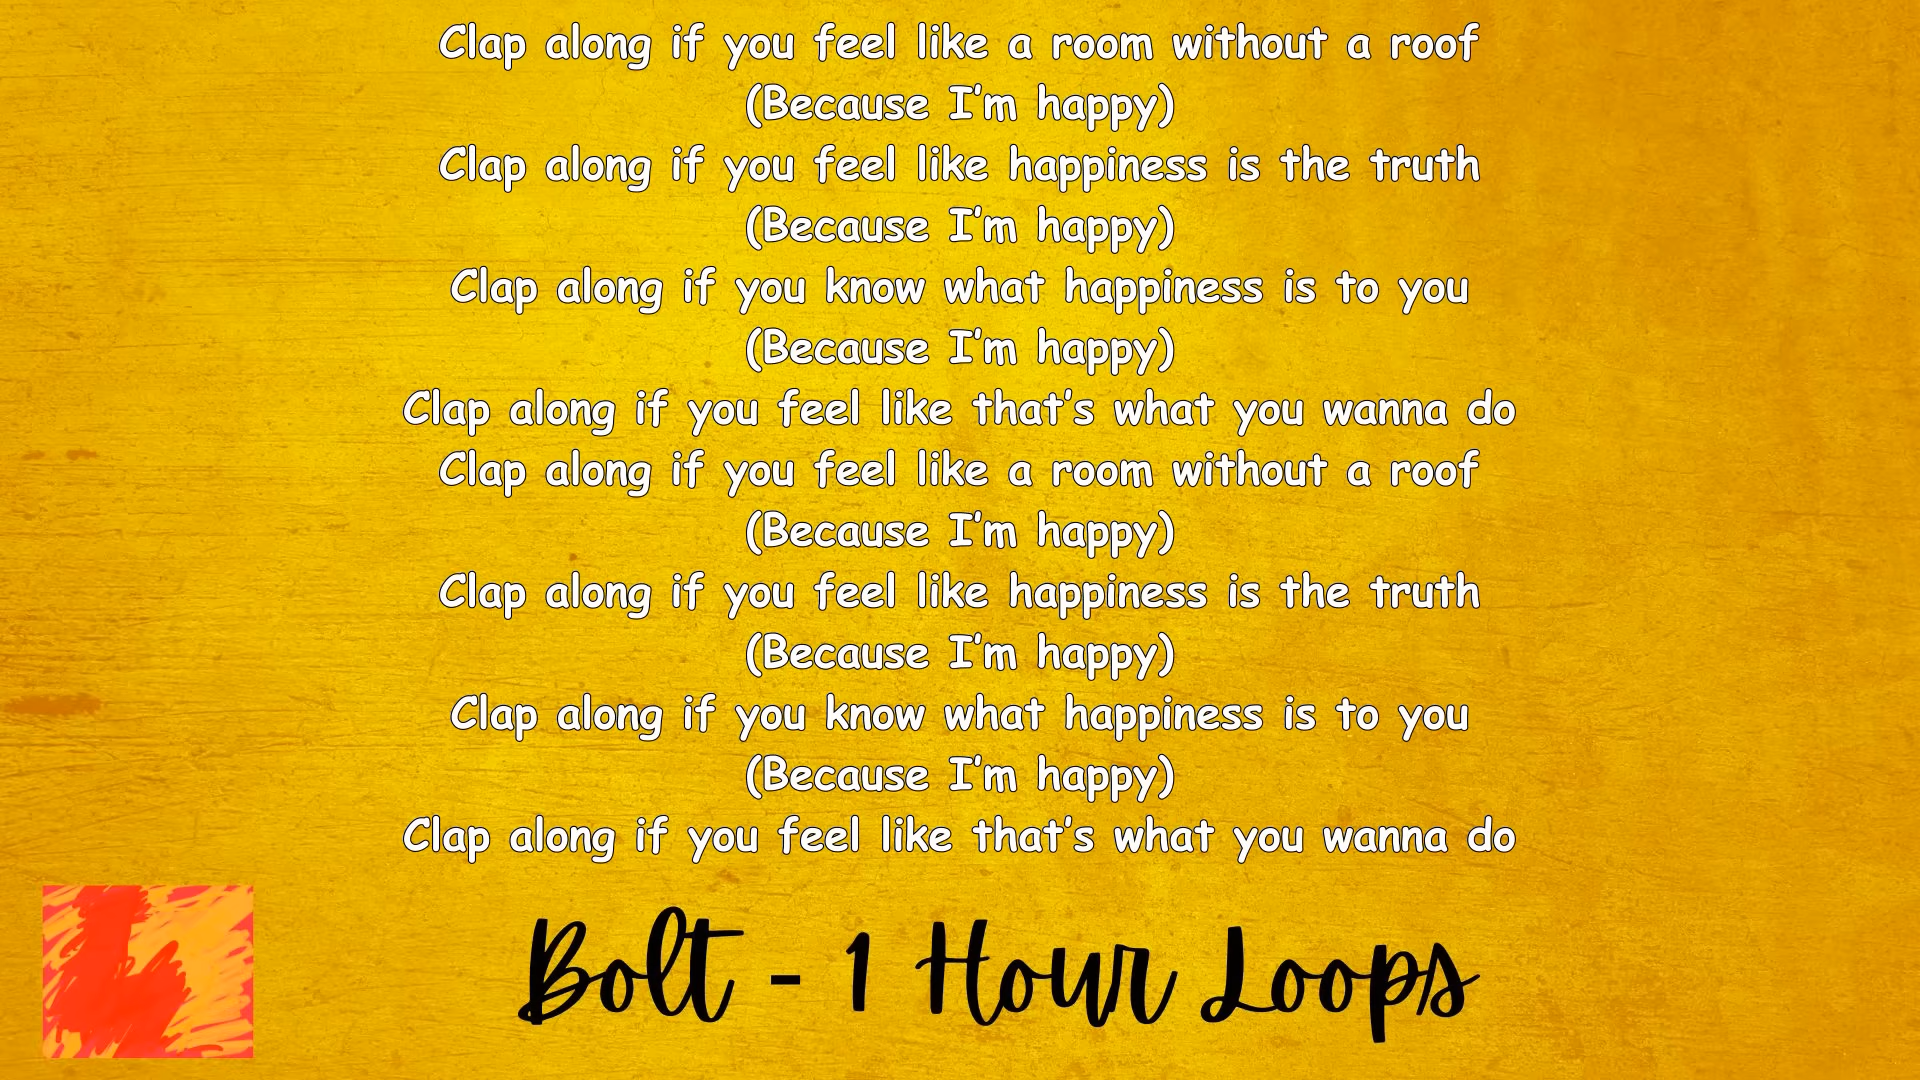 Clap along if you feel like a room without a roof
(Because I'm happy)
Clap along if you feel like happiness is the truth
(Because I'm happy)
Clap along if you know what happiness is to you
(Because I'm happy)
Clap along if you feel like that's what you wanna do
Clap along if you feel like a room without a roof
(Because I'm happy)
Clap along if you feel like happiness is the truth
(Because I'm happy)
Clap along if you know what happiness is to you
(Because I'm happy)
Clap along if you feel like that's what you wanna do
Bolt - 1 Hour Loops